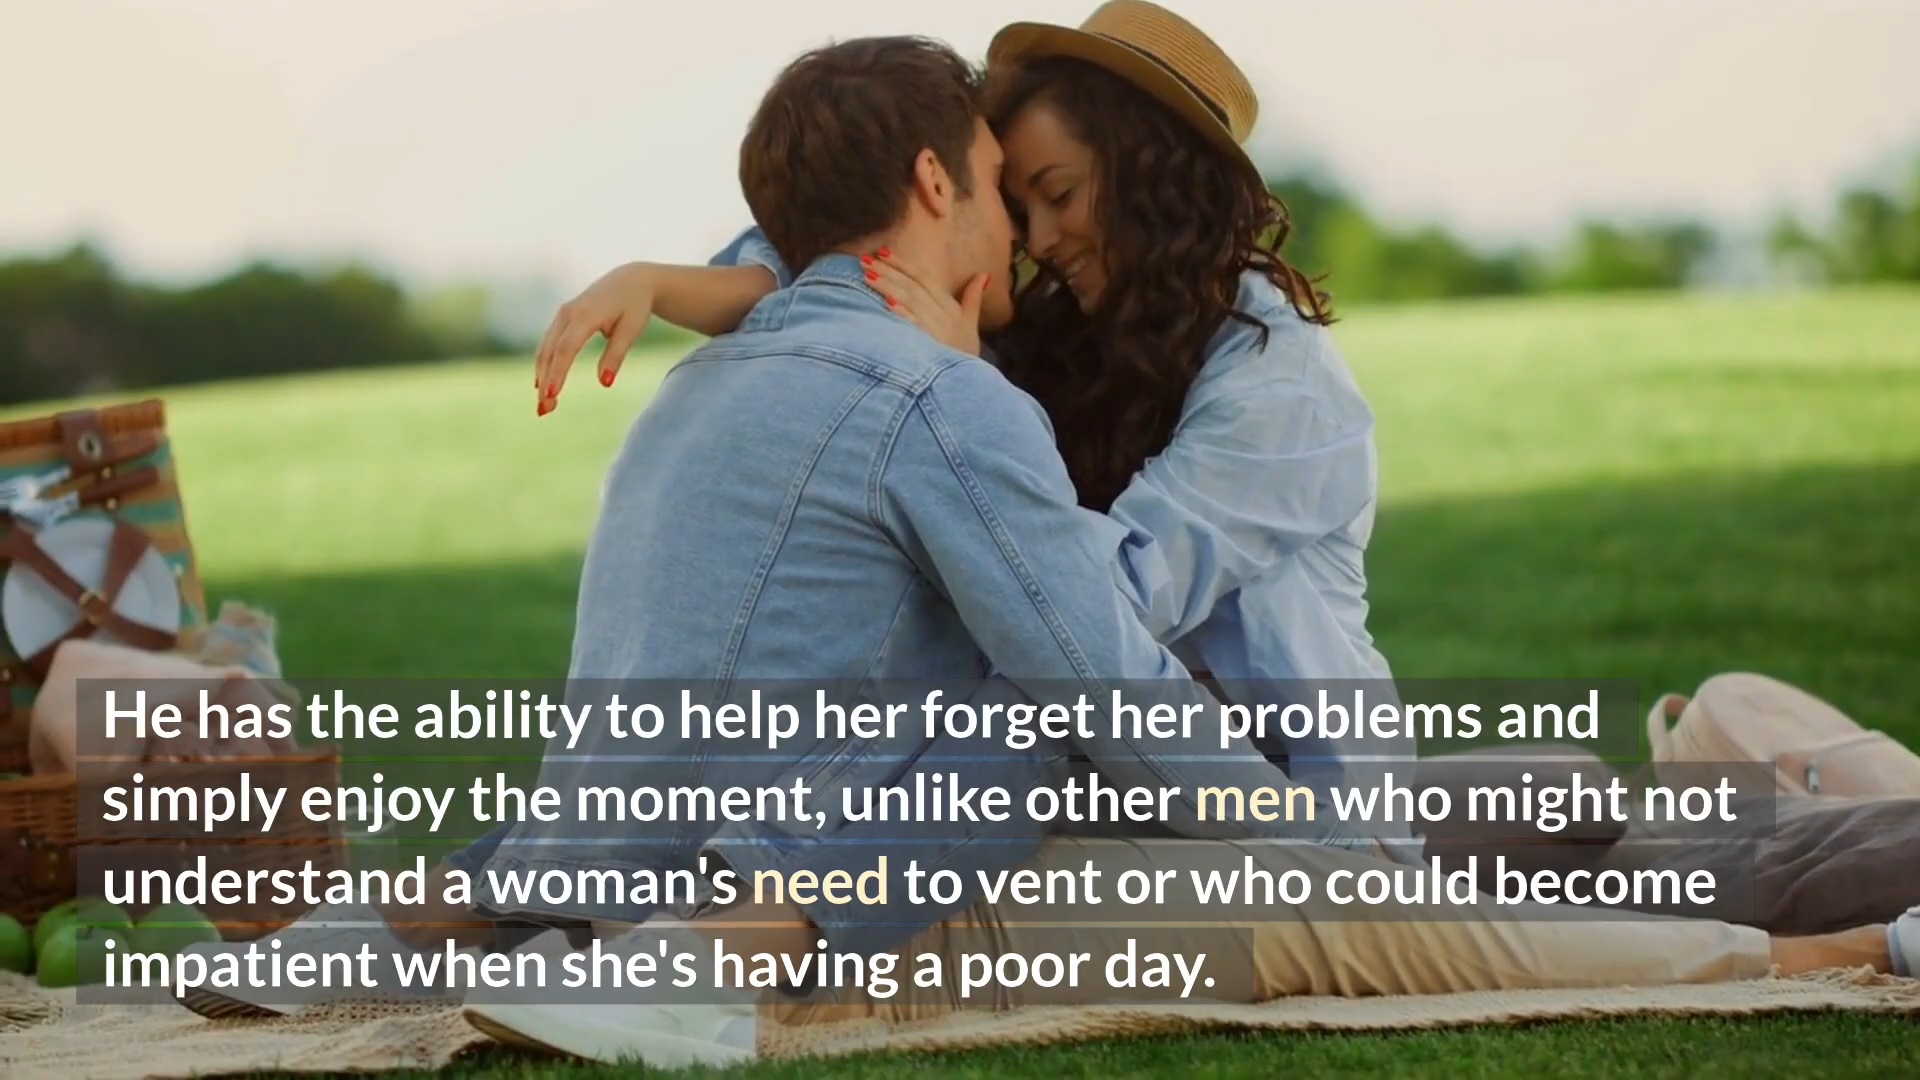 He has the ability to help her forget her problems and
simply enjoy the moment, unlike other men who might not
understand a woman's need to vent or who could become
impatient when she's having a poor day.